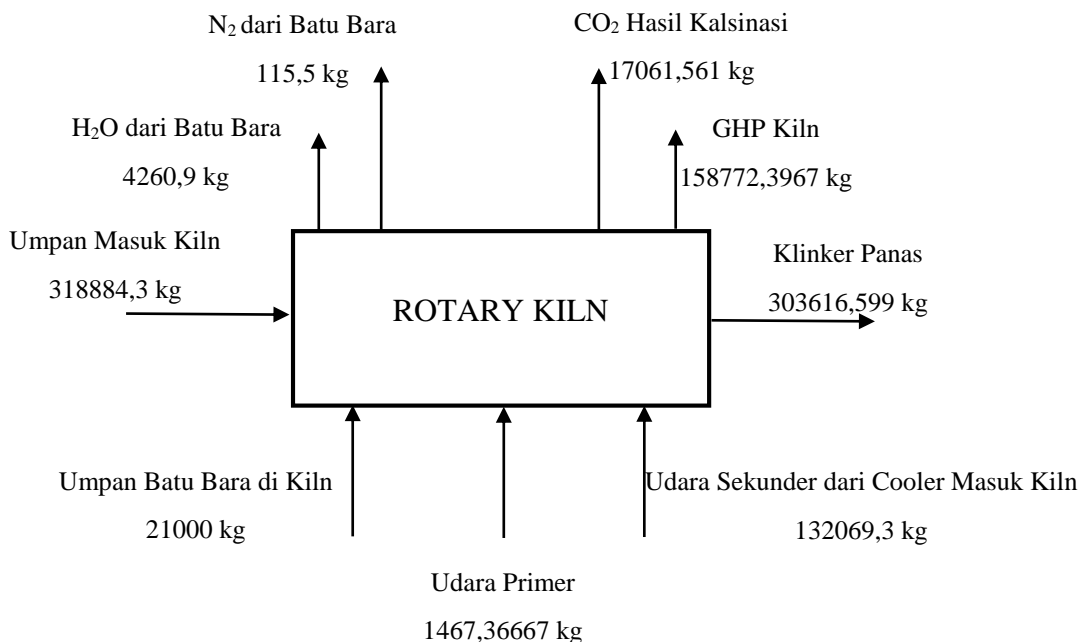 N₂ dari Batu Bara
115,5 kg
CO₂ Hasil Kalsinasi
17061,561 kg
H₂O dari Batu Bara
4260,9 kg
GHP Kiln
158772,3967 kg
Umpan Masuk Kiln
318884,3 kg
ROTARY KILN
Klinker Panas
303616,599 kg
Umpan Batu Bara di Kiln
21000 kg
Udara Primer
1467,36667 kg
Udara Sekunder dari Cooler Masuk Kiln
132069,3 kg